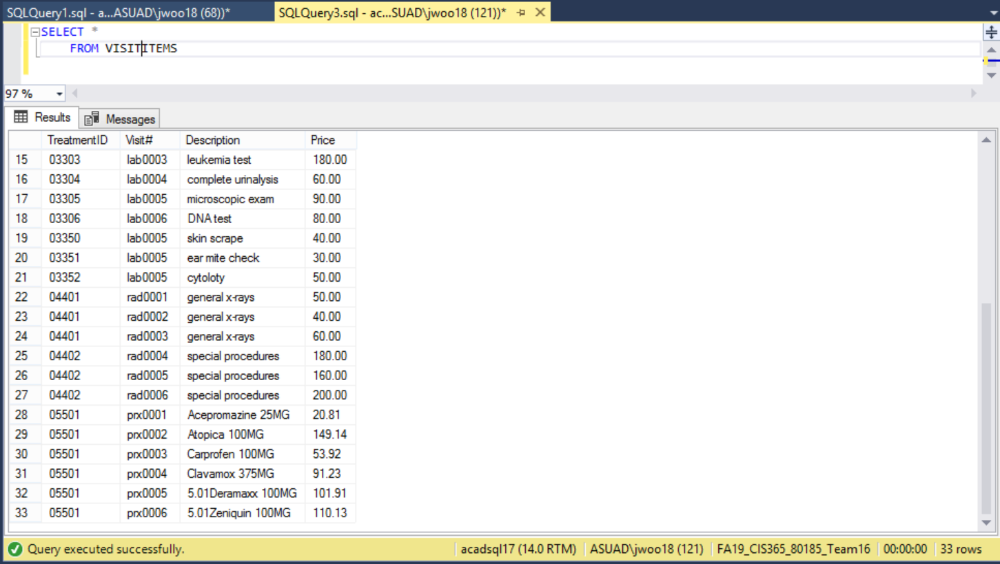 SQLQuery1.sql - a...ASUAD\jwoo18 (68))* SQLQuery3.sql - ac...SUAD\jwoo18 (121))*
SELECT *
FROM VISITITEMS
97 %
Results Messages
TreatmentID Visit# Description Price
15 03303 lab0003 leukemia test 180.00
16 03304 lab0004 complete urinalysis 60.00
17 03305 lab0005 microscopic exam 90.00
18 03306 lab0006 DNA test 80.00
19 03350 lab0005 skin scrape 40.00
20 03351 lab0005 ear mite check 30.00
21 03352 lab0005 cytoloty 50.00
22 04401 rad0001 general x-rays 50.00
23 04401 rad0002 general x-rays 40.00
24 04401 rad0003 general x-rays 60.00
25 04402 rad0004 special procedures 180.00
26 04402 rad0005 special procedures 160.00
27 04402 rad0006 special procedures 200.00
28 05501 prx0001 Acepromazine 25MG 20.81
29 05501 prx0002 Atopica 100MG 149.14
30 05501 prx0003 Carprofen 100MG 53.92
31 05501 prx0004 Clavamox 375MG 91.23
32 05501 prx0005 5.01Deramaxx 100MG 101.91
33 05501 prx0006 5.01Zeniquin 100MG 110.13
Query executed successfully. acadsql17 (14.0 RTM) ASUAD\jwoo18 (121) FA19_CIS365_80185_Team16 00:00:00 33 rows